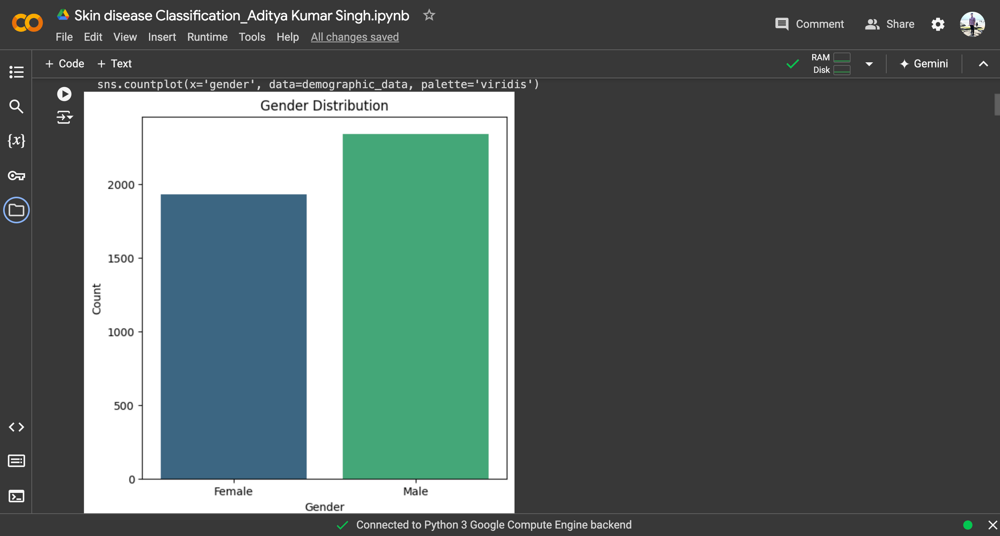 Skin disease Classification_Aditya Kumar Singh.ipynb
Comment Share
File Edit View Insert Runtime Tools Help All changes saved
+ Code + Text
RAM
Disk
Gemini
sns.countplot(x='gender', data=demographic_data, palette='viridis')
{x}
Gender Distribution
2000
1500
1000
500
0
Count
Female Male
Gender
Connected to Python 3 Google Compute Engine backend